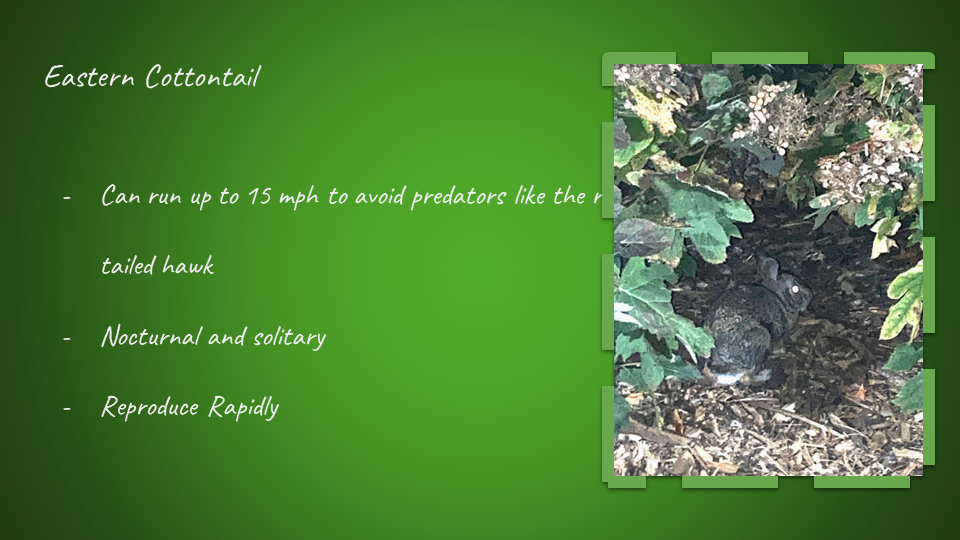 Eastern Cottontail
- Can run up to 15 mph to avoid predators like the
tailed hawk
- Nocturnal and solitary
- Reproduce Rapidly